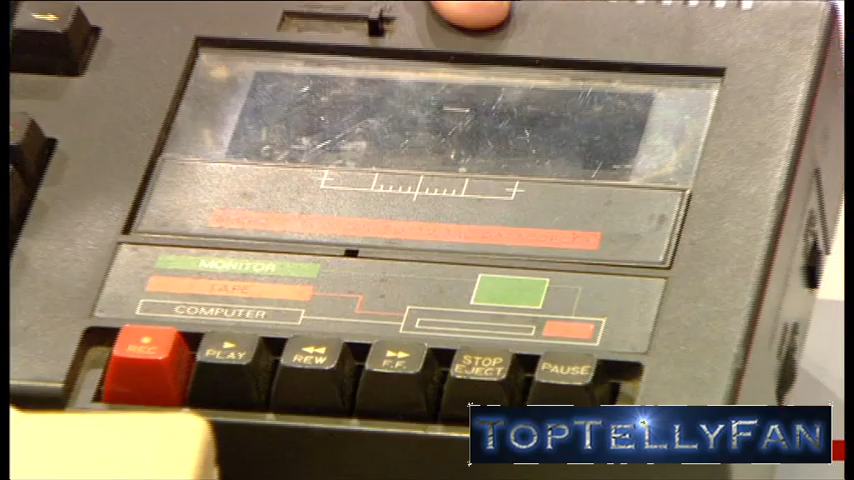 MONITOR
TAPE
COMPUTER
REC PLAY REW F.F. STOP EJECT PAUSE
TOPTELLYFAN